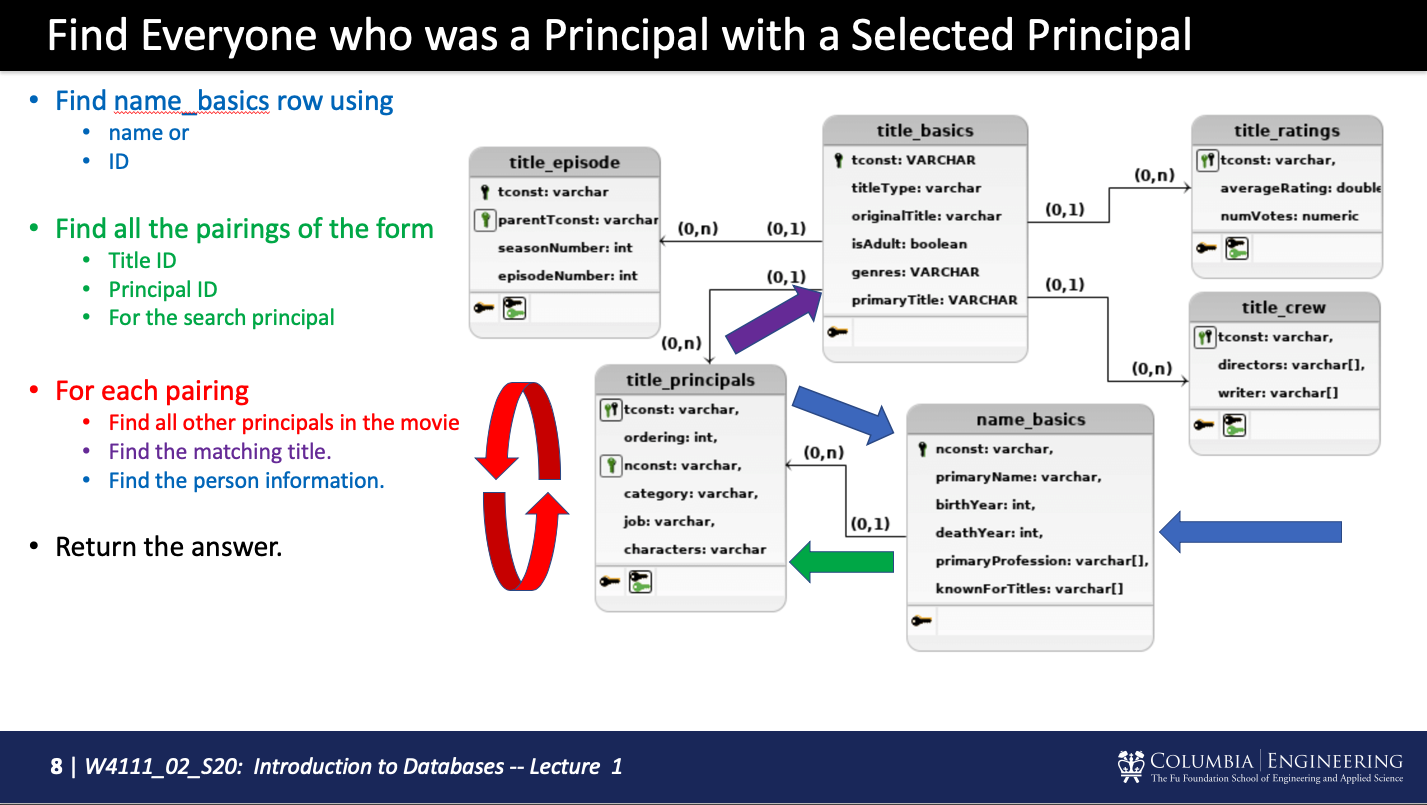 Find Everyone who was a Principal with a Selected Principal
• Find name_basics row using
• name or
• ID
• Find all the pairings of the form
• Title ID
• Principal ID
• For the search principal
• For each pairing
• Find all other principals in the movie
• Find the matching title.
• Find the person information.
• Return the answer.
title_episode
tconst: varchar
parentTconst: varchar
seasonNumber: int
episodeNumber: int
(0,n)
(0,1)
(0,1)
(0,n)
title_basics
tconst: VARCHAR
titleType: varchar
originalTitle: varchar
isAdult: boolean
genres: VARCHAR
primaryTitle: VARCHAR
(0,1)
(0,n)
(0,1)
(0,n)
title_ratings
tconst: varchar,
averageRating: double
numVotes: numeric
title_crew
tconst: varchar,
directors: varchar[],
writer: varchar[]
title_principals
tconst: varchar,
ordering: int,
nconst: varchar,
category: varchar,
job: varchar,
characters: varchar
(0,n)
(0,1)
name_basics
nconst: varchar,
primaryName: varchar,
birthYear: int,
deathYear: int,
primaryProfession: varchar[],
knownForTitles: varchar[]
8 | W4111_02_S20: Introduction to Databases -- Lecture 1
COLUMBIA | ENGINEERING
The Fu Foundation School of Engineering and Applied Science